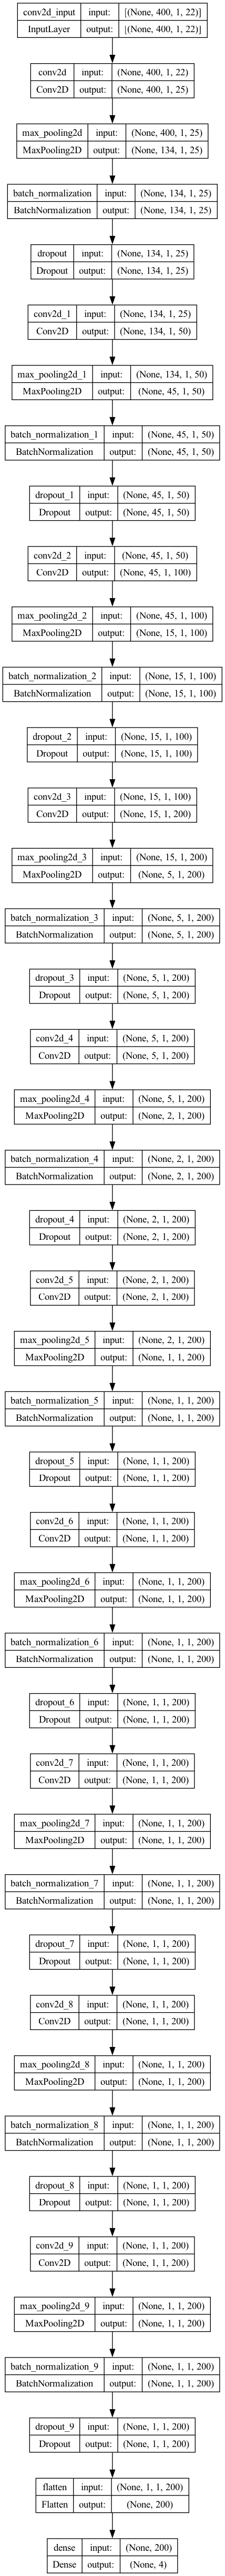 conv2d_input input: [(None, 400, 1, 22)]
InputLayer output: [(None, 400, 1, 22)]
conv2d input: (None, 400, 1, 22)
Conv2D output: (None, 400, 1, 25)
max_pooling2d input: (None, 400, 1, 25)
MaxPooling2D output: (None, 134, 1, 25)
batch_normalization input: (None, 134, 1, 25)
BatchNormalization output: (None, 134, 1, 25)
dropout input: (None, 134, 1, 25)
Dropout output: (None, 134, 1, 25)
conv2d_1 input: (None, 134, 1, 25)
Conv2D output: (None, 134, 1, 50)
max_pooling2d_1 input: (None, 134, 1, 50)
MaxPooling2D output: (None, 45, 1, 50)
batch_normalization_1 input: (None, 45, 1, 50)
BatchNormalization output: (None, 45, 1, 50)
dropout_1 input: (None, 45, 1, 50)
Dropout output: (None, 45, 1, 50)
conv2d_2 input: (None, 45, 1, 50)
Conv2D output: (None, 45, 1, 100)
max_pooling2d_2 input: (None, 45, 1, 100)
MaxPooling2D output: (None, 15, 1, 100)
batch_normalization_2 input: (None, 15, 1, 100)
BatchNormalization output: (None, 15, 1, 100)
dropout_2 input: (None, 15, 1, 100)
Dropout output: (None, 15, 1, 100)
conv2d_3 input: (None, 15, 1, 100)
Conv2D output: (None, 15, 1, 200)
max_pooling2d_3 input: (None, 15, 1, 200)
MaxPooling2D output: (None, 5, 1, 200)
batch_normalization_3 input: (None, 5, 1, 200)
BatchNormalization output: (None, 5, 1, 200)
dropout_3 input: (None, 5, 1, 200)
Dropout output: (None, 5, 1, 200)
conv2d_4 input: (None, 5, 1, 200)
Conv2D output: (None, 5, 1, 200)
max_pooling2d_4 input: (None, 5, 1, 200)
MaxPooling2D output: (None, 2, 1, 200)
batch_normalization_4 input: (None, 2, 1, 200)
BatchNormalization output: (None, 2, 1, 200)
dropout_4 input: (None, 2, 1, 200)
Dropout output: (None, 2, 1, 200)
conv2d_5 input: (None, 2, 1, 200)
Conv2D output: (None, 2, 1, 200)
max_pooling2d_5 input: (None, 2, 1, 200)
MaxPooling2D output: (None, 1, 1, 200)
batch_normalization_5 input: (None, 1, 1, 200)
BatchNormalization output: (None, 1, 1, 200)
dropout_5 input: (None, 1, 1, 200)
Dropout output: (None, 1, 1, 200)
conv2d_6 input: (None, 1, 1, 200)
Conv2D output: (None, 1, 1, 200)
max_pooling2d_6 input: (None, 1, 1, 200)
MaxPooling2D output: (None, 1, 1, 200)
batch_normalization_6 input: (None, 1, 1, 200)
BatchNormalization output: (None, 1, 1, 200)
dropout_6 input: (None, 1, 1, 200)
Dropout output: (None, 1, 1, 200)
conv2d_7 input: (None, 1, 1, 200)
Conv2D output: (None, 1, 1, 200)
max_pooling2d_7 input: (None, 1, 1, 200)
MaxPooling2D output: (None, 1, 1, 200)
batch_normalization_7 input: (None, 1, 1, 200)
BatchNormalization output: (None, 1, 1, 200)
dropout_7 input: (None, 1, 1, 200)
Dropout output: (None, 1, 1, 200)
conv2d_8 input: (None, 1, 1, 200)
Conv2D output: (None, 1, 1, 200)
max_pooling2d_8 input: (None, 1, 1, 200)
MaxPooling2D output: (None, 1, 1, 200)
batch_normalization_8 input: (None, 1, 1, 200)
BatchNormalization output: (None, 1, 1, 200)
dropout_8 input: (None, 1, 1, 200)
Dropout output: (None, 1, 1, 200)
conv2d_9 input: (None, 1, 1, 200)
Conv2D output: (None, 1, 1, 200)
max_pooling2d_9 input: (None, 1, 1, 200)
MaxPooling2D output: (None, 1, 1, 200)
batch_normalization_9 input: (None, 1, 1, 200)
BatchNormalization output: (None, 1, 1, 200)
dropout_9 input: (None, 1, 1, 200)
Dropout output: (None, 1, 1, 200)
flatten input: (None, 1, 1, 200)
Flatten output: (None, 200)
dense input: (None, 200)
Dense output: (None, 4)